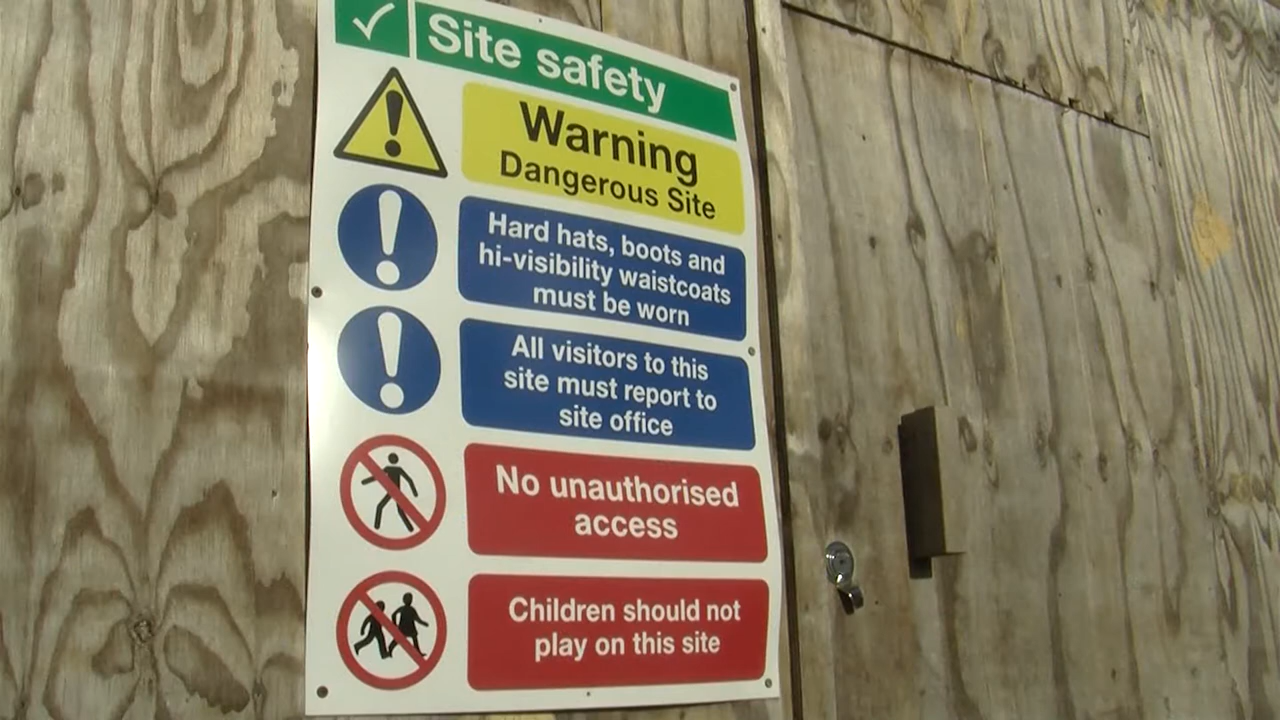 Site safety
Warning
Dangerous Site
Hard hats, boots and
hi-visibility waistcoats
must be worn
All visitors to this
site must report to
site office
No unauthorised
access
Children should not
play on this site